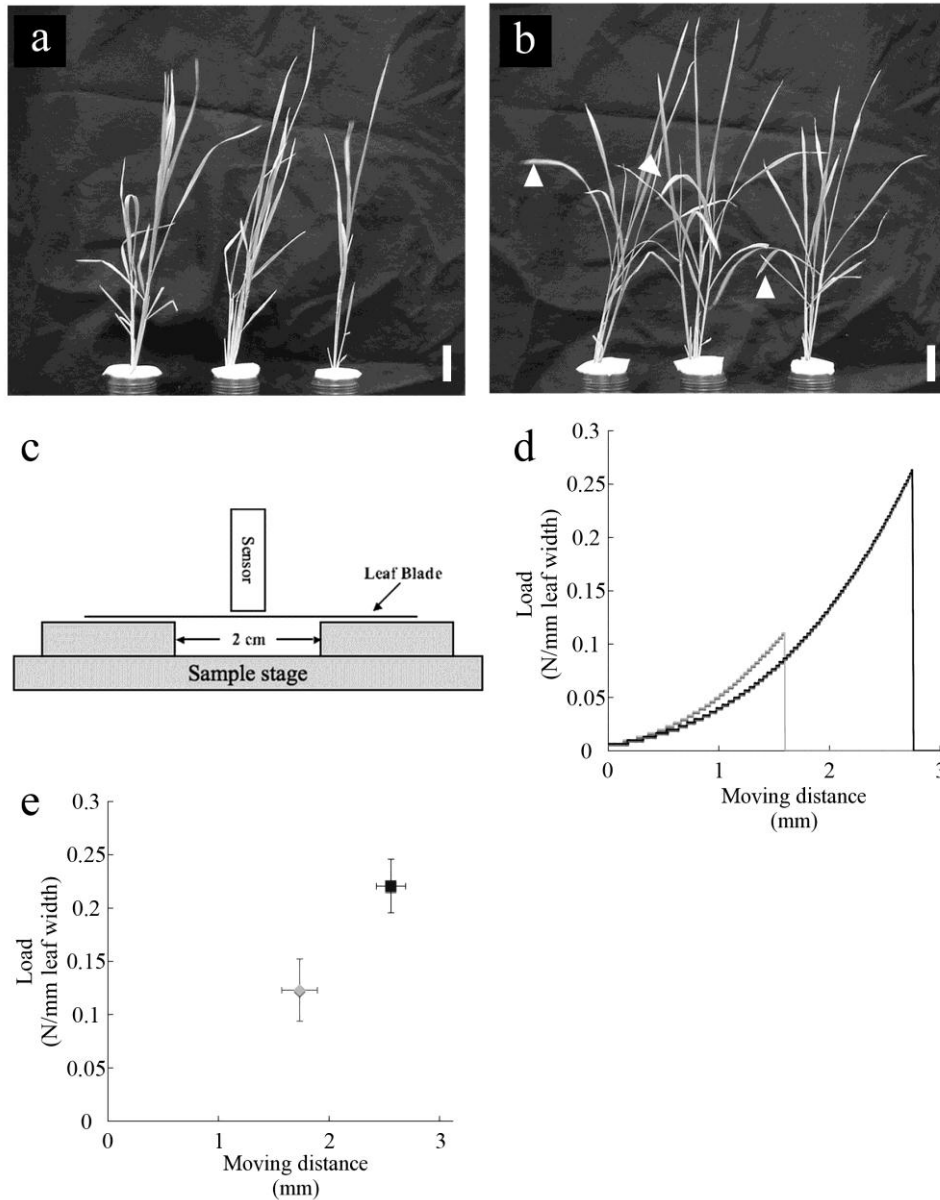 a
b
c
Sensor
Leaf Blade
2 cm
Sample stage
d
0.3
0.25
0.2
0.15
0.1
0.05
0
Load
(N/mm leaf width)
1
2
3
Moving distance
(mm)
e
0.3
0.25
0.2
0.15
0.1
0.05
0
Load
(N/mm leaf width)
0
1
2
3
Moving distance
(mm)